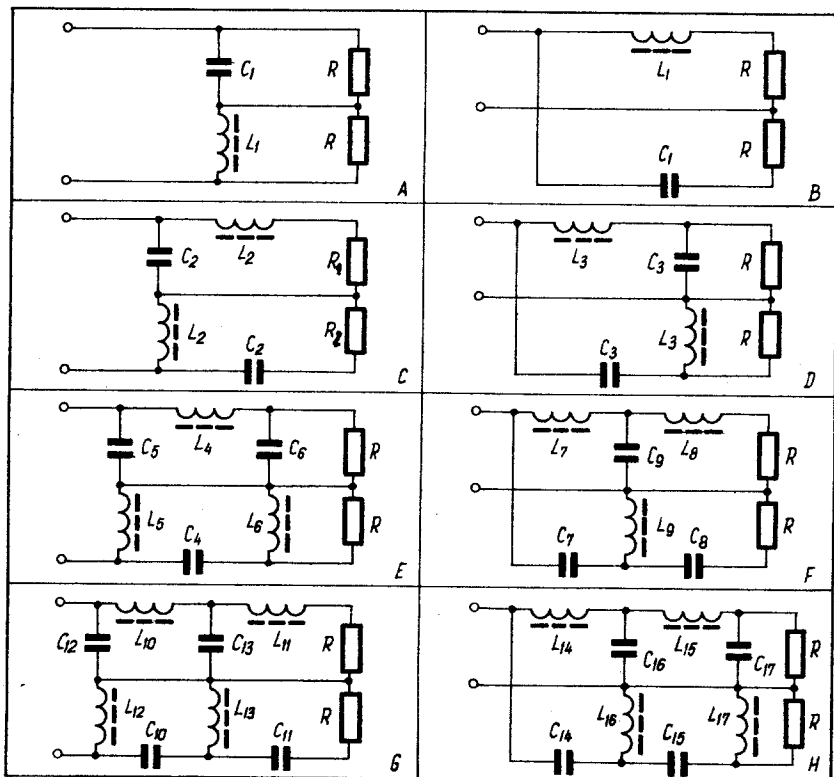 C1 R
L1 R
A
L1 R
C1 R
B
C2 L2 R1
L2 C2 R2
C
L3 C3 R
C3 L3 R
D
C5 L4 C6 R
L5 C4 L6 R
E
L7 C9 L8 R
C7 L9 C8 R
F
C12 L10 C13 L11 R
L12 C10 L13 C11 R
G
L14 C16 L15 C17 R
C14 L16 C15 L17 R
H